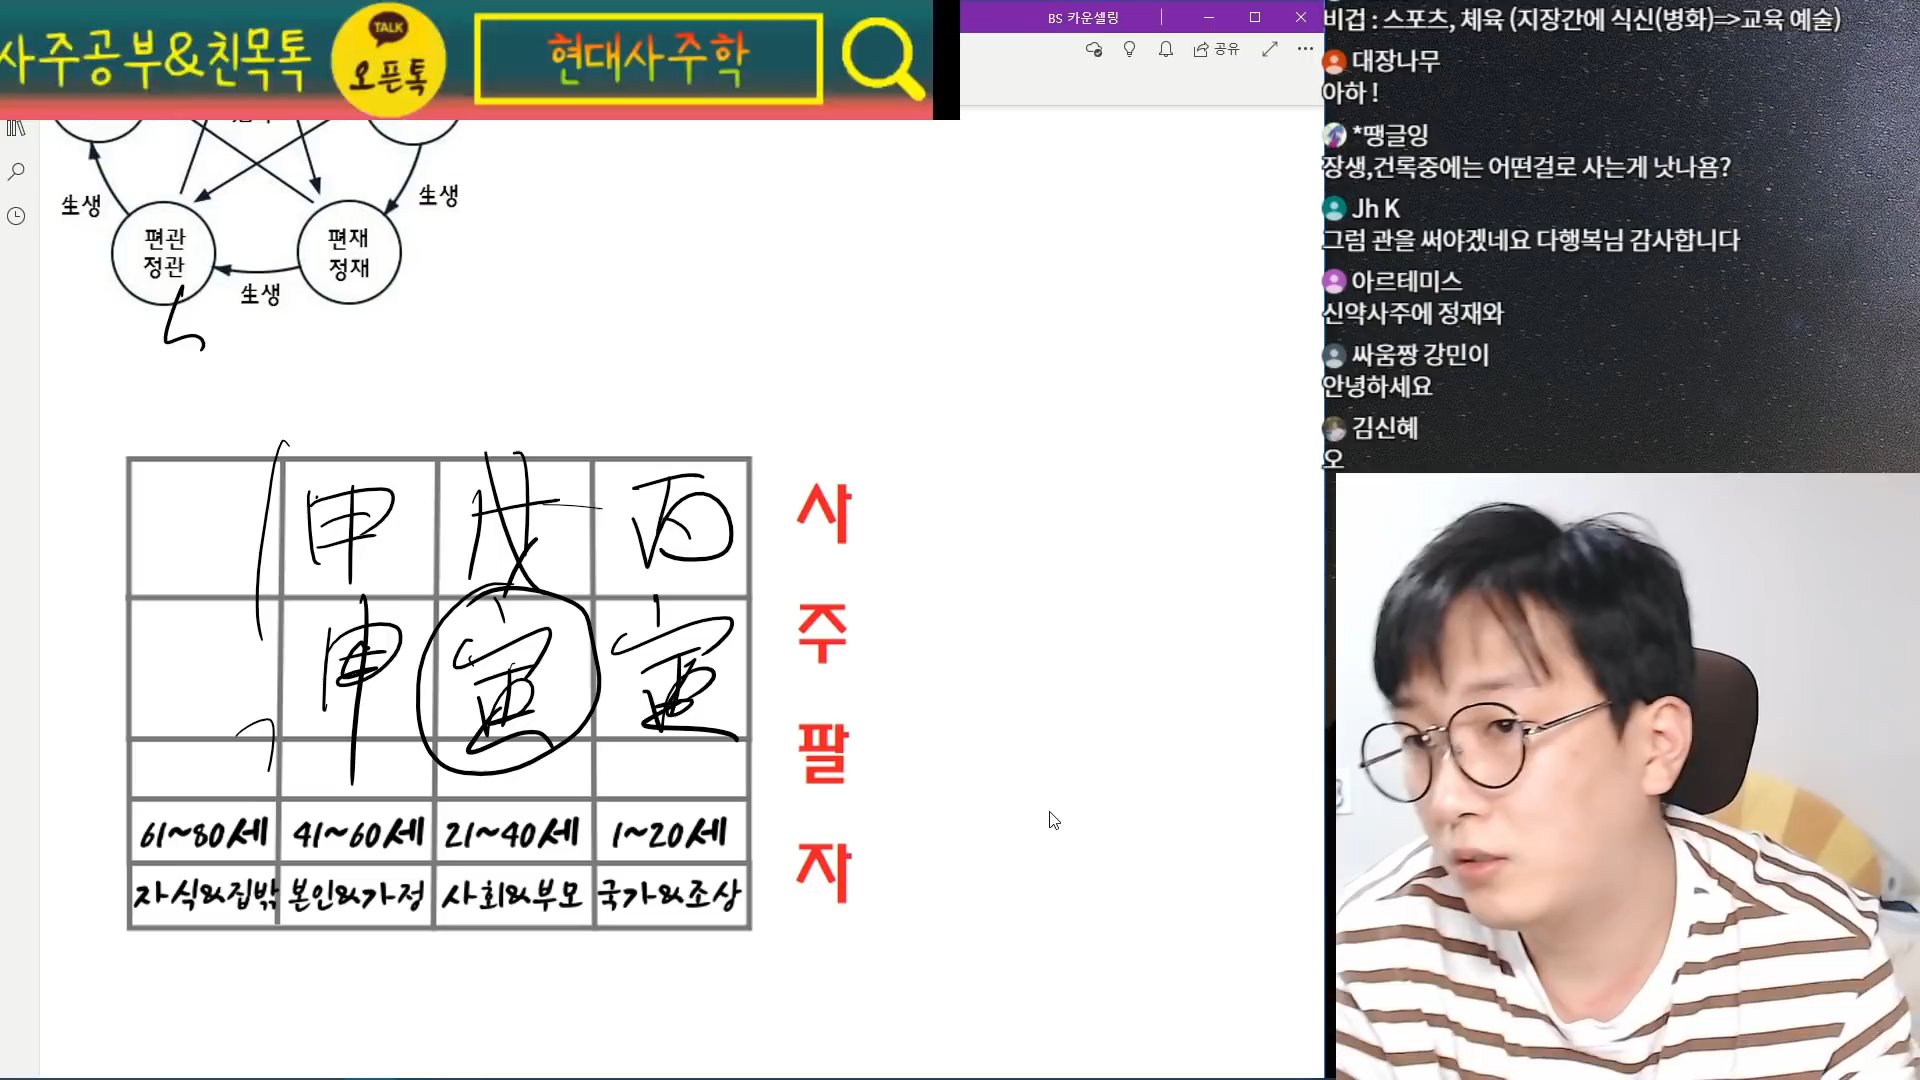 사주공부&친목톡
TALK
오픈톡
현대사주학
BS 카운셀링
공유
生생
生생
편관
정관
편재
정재
生생
사
주
팔
자
丙
寅
寅
申
61~80세 41~60세 21~40세 1~20세
자식&집밖 본인&가정 사회&부모 국가&조상
비겁 : 스포츠, 체육 (지장간에 식신(병화)=>교육 예술)
대장나무
아하 !
*땡글잉
장생,건록중에는 어떤걸로 사는게 낫나욤?
Jh K
그럼 관을 써야겠네요 다행복님 감사합니다
아르테미스
신약사주에 정재와
싸움짱 강민이
안녕하세요
김신혜
오